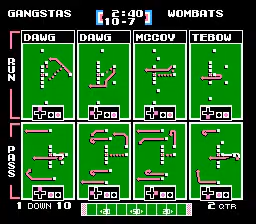 GANGSTAS 2:40 WOMBATS
10-7
DAWG DAWG MCCOY TEBOW
RUN
PASS
1 DOWN 10 2 QTR
◂20 ◂50▸ 20▸